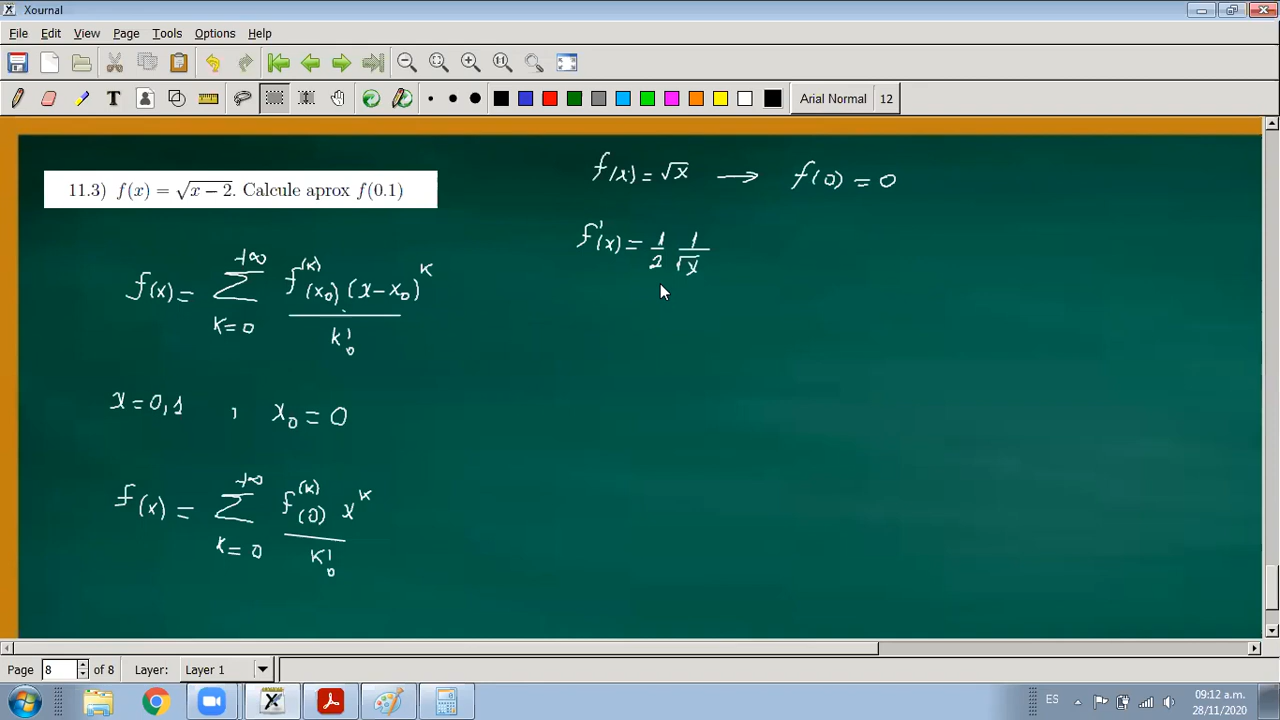 Xournal
File Edit View Page Tools Options Help
Arial Normal 12
11.3) f(x) = √(x − 2). Calcule aprox f(0.1)
f(x) = √x → f(0) = 0
f'(x) = 1/2 1/√x
f(x) = Σ_{K=0}^{+∞} f^{(K)}(x₀) (x − x₀)^K / K!
x = 0,1 , x₀ = 0
f(x) = Σ_{K=0}^{+∞} f^{(K)}(0) x^K / K!
Page 8 of 8 Layer: Layer 1
ES 09:12 a.m.
28/11/2020